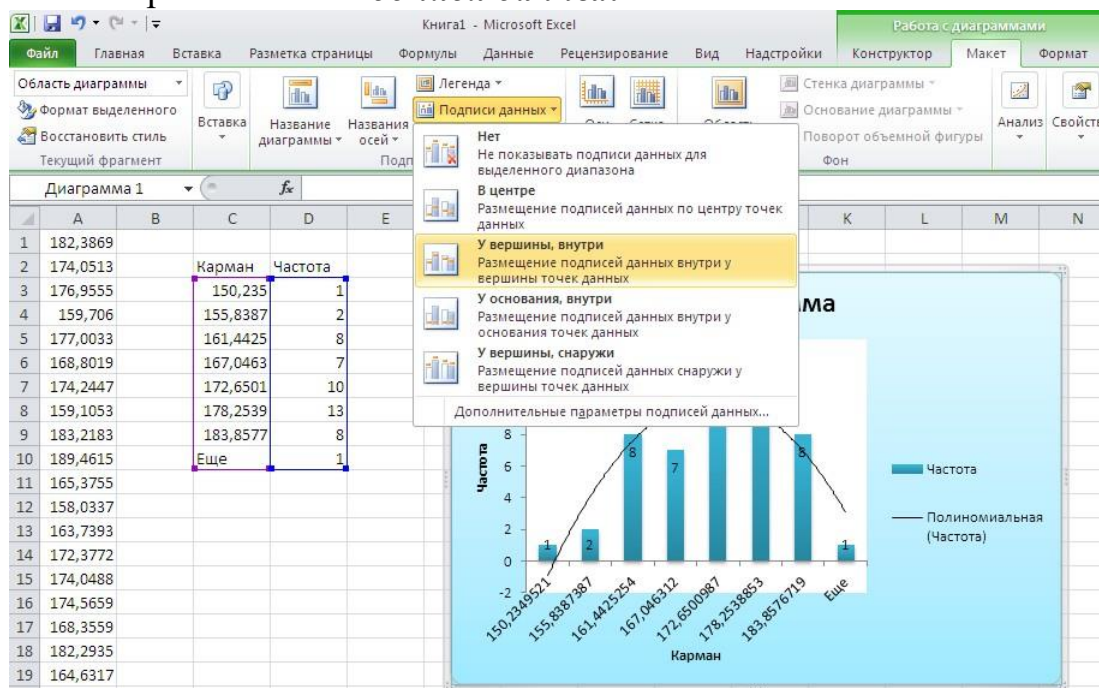 Книга1 - Microsoft Excel
Работа с диаграммами
Файл Главная Вставка Разметка страницы Формулы Данные Рецензирование Вид Надстройки Конструктор Макет Формат
Область диаграммы
Формат выделенного
Восстановить стиль
Текущий фрагмент
Вставка
Название диаграммы
Названия осей
Легенда
Подписи данных
Стенка диаграммы
Основание диаграммы
Поворот объемной фигуры
Фон
Анализ
Нет
Не показывать подписи данных для
выделенного диапазона
В центре
Размещение подписей данных по центру точек
данных
У вершины, внутри
Размещение подписей данных внутри у
вершины точек данных
У основания, внутри
Размещение подписей данных внутри у
основания точек данных
У вершины, снаружи
Размещение подписей данных снаружи у
вершины точек данных
Дополнительные параметры подписей данных...
Диаграмма 1 fx
A B C D E K L M N
1 182,3869
2 174,0513 Карман Частота
3 176,9555 150,235 1
4 159,706 155,8387 2
5 177,0033 161,4425 8
6 168,8019 167,0463 7
7 174,2447 172,6501 10
8 159,1053 178,2539 13
9 183,2183 183,8577 8
10 189,4615 Еще 1
11 165,3755
12 158,0337
13 163,7393
14 172,3772
15 174,0488
16 174,5659
17 168,3559
18 182,2935
19 164,6317
Частота
8
6
4
2
0
-2
1 2 8 7 8 1
150,2349521 155,8387387 161,4425254 167,046312 172,6500987 178,2538853 183,8576719 Еще
Карман
Частота
Полиномиальная
(Частота)